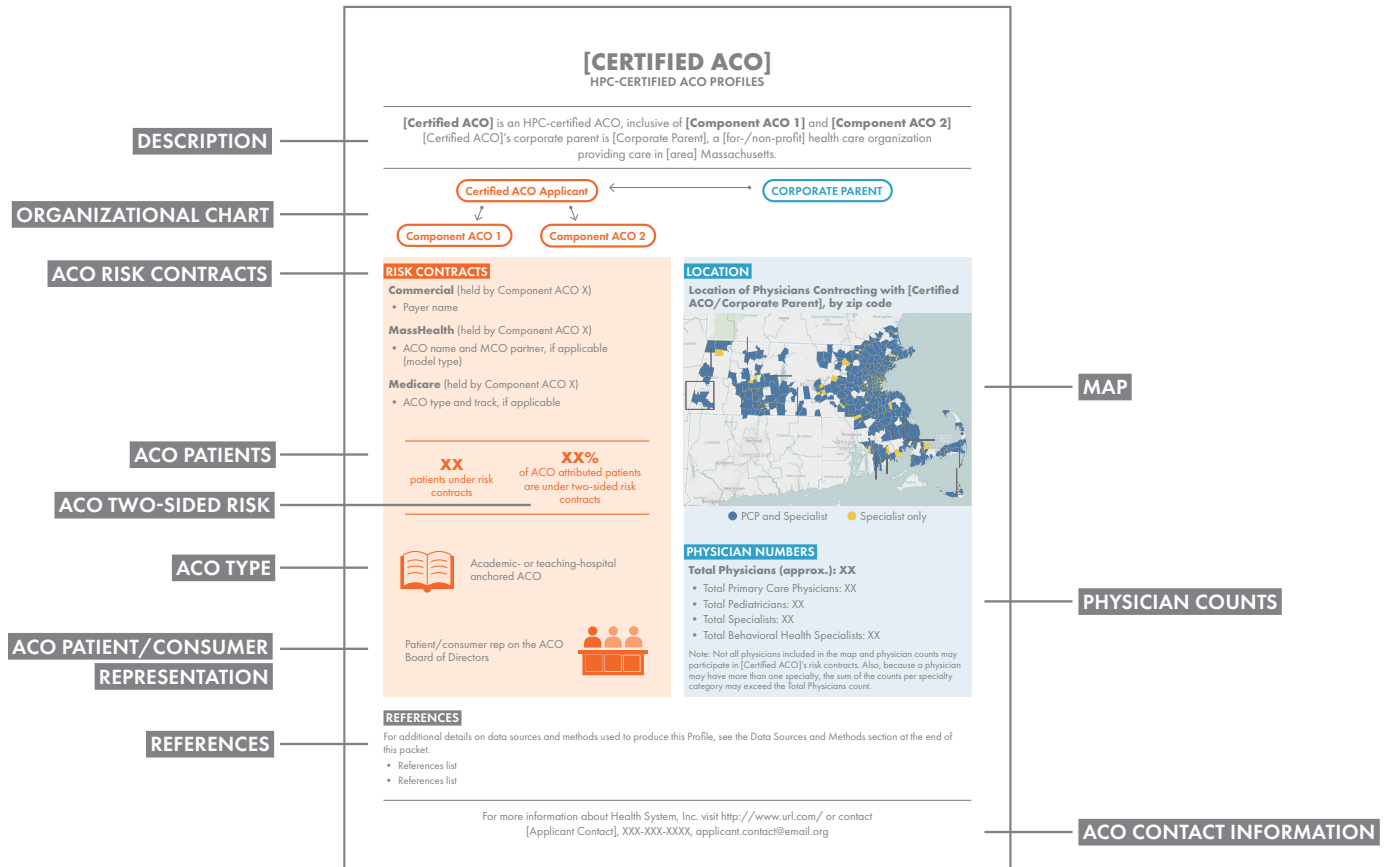 [CERTIFIED ACO]
HPC-CERTIFIED ACO PROFILES
DESCRIPTION
[Certified ACO] is an HPC-certified ACO, inclusive of [Component ACO 1] and [Component ACO 2]
[Certified ACO]'s corporate parent is [Corporate Parent], a [for-/non-profit] health care organization
providing care in [area] Massachusetts.
ORGANIZATIONAL CHART
Certified ACO Applicant
CORPORATE PARENT
Component ACO 1
Component ACO 2
ACO RISK CONTRACTS
RISK CONTRACTS
Commercial (held by Component ACO X)
• Payer name
MassHealth (held by Component ACO X)
• ACO name and MCO partner, if applicable
(model type)
Medicare (held by Component ACO X)
• ACO type and track, if applicable
ACO PATIENTS
XX
patients under risk
contracts
ACO TWO-SIDED RISK
XX%
of ACO attributed patients
are under two-sided risk
contracts
ACO TYPE
Academic- or teaching-hospital
anchored ACO
ACO PATIENT/CONSUMER
REPRESENTATION
Patient/consumer rep on the ACO
Board of Directors
LOCATION
Location of Physicians Contracting with [Certified
ACO/Corporate Parent], by zip code
MAP
PCP and Specialist
Specialist only
PHYSICIAN NUMBERS
Total Physicians (approx.): XX
• Total Primary Care Physicians: XX
• Total Pediatricians: XX
• Total Specialists: XX
• Total Behavioral Health Specialists: XX
Note: Not all physicians included in the map and physician counts may
participate in [Certified ACO]'s risk contracts. Also, because a physician
may have more than one specialty, the sum of the counts per specialty
category may exceed the Total Physicians count.
PHYSICIAN COUNTS
REFERENCES
REFERENCES
For additional details on data sources and methods used to produce this Profile, see the Data Sources and Methods section at the end of
this packet.
• References list
• References list
For more information about Health System, Inc. visit http://www.url.com/ or contact
[Applicant Contact], XXX-XXX-XXXX, applicant.contact@email.org
ACO CONTACT INFORMATION